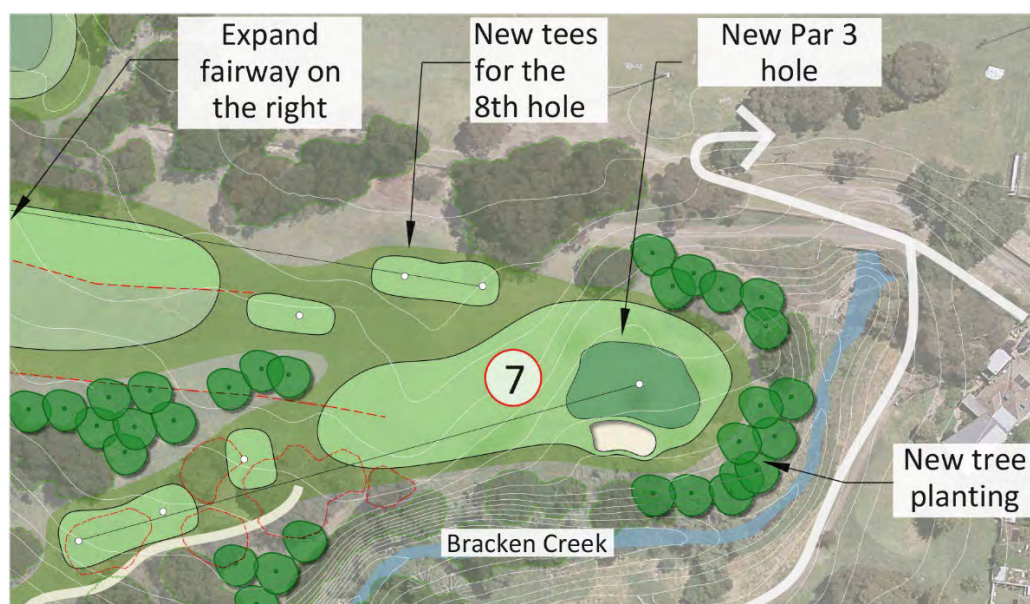 Expand
fairway on
the right
New tees
for the
8th hole
New Par 3
hole
7
New tree
planting
Bracken Creek